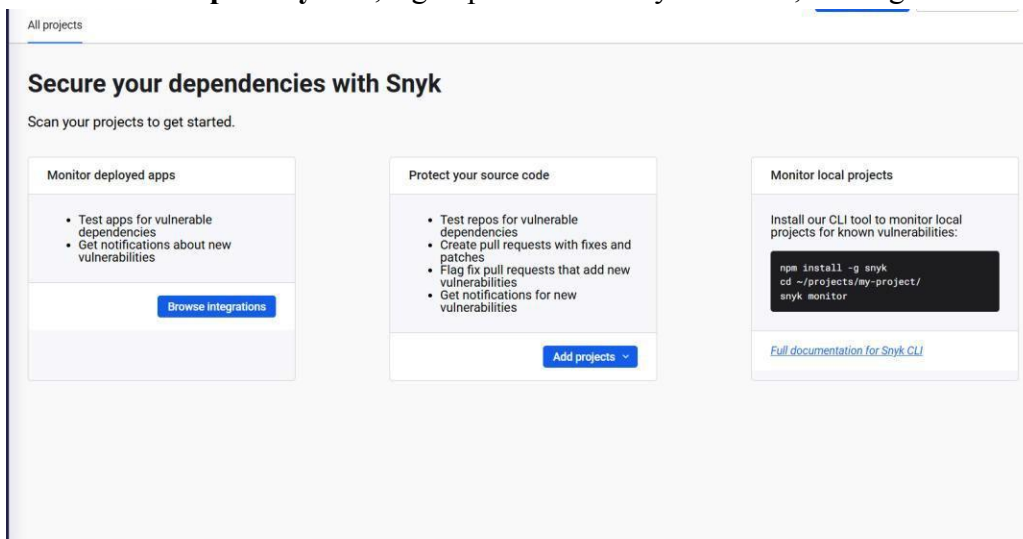 All projects
Secure your dependencies with Snyk
Scan your projects to get started.
Monitor deployed apps
• Test apps for vulnerable
dependencies
• Get notifications about new
vulnerabilities
Browse integrations
Protect your source code
• Test repos for vulnerable
dependencies
• Create pull requests with fixes and
patches
• Flag fix pull requests that add new
vulnerabilities
• Get notifications for new
vulnerabilities
Add projects
Monitor local projects
Install our CLI tool to monitor local
projects for known vulnerabilities:
npm install -g snyk
cd ~/projects/my-project/
snyk monitor
Full documentation for Snyk CLI